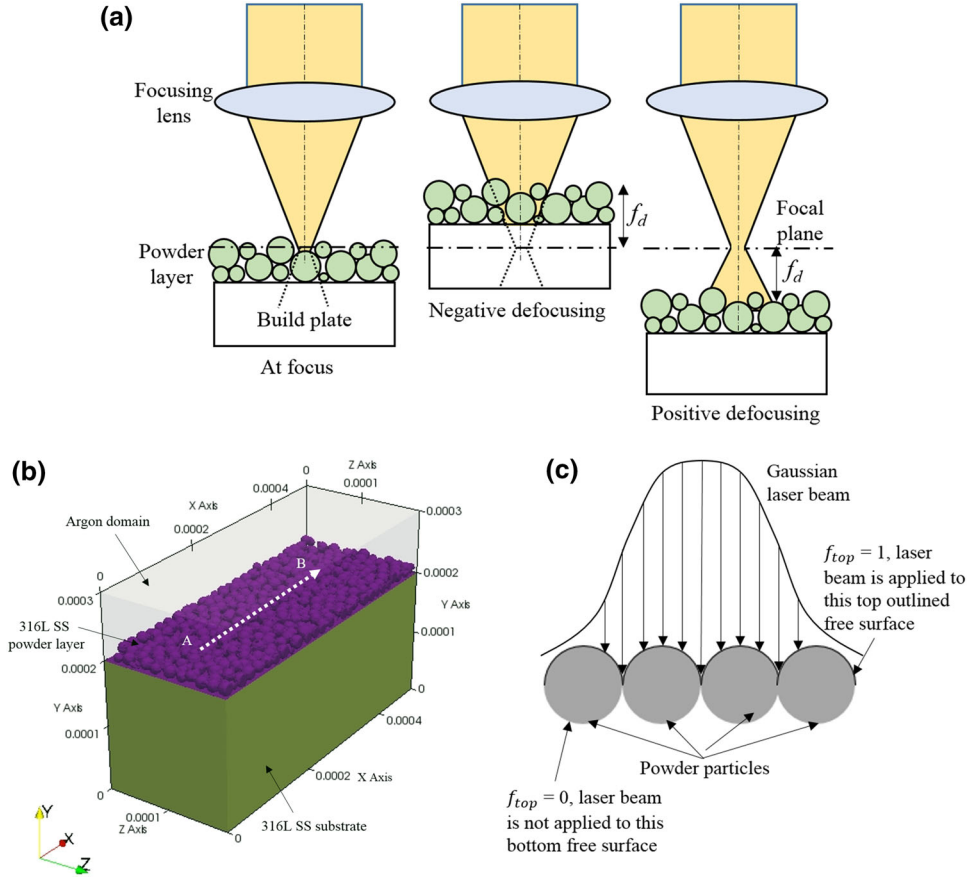 (a)
Focusing
lens
Powder
layer
Build plate
At focus
f_d
Negative defocusing
Focal
plane
f_d
Positive defocusing
(b)
Argon domain
316L SS
powder layer
0
Z Axis
0.0001
0.0004
X Axis
0.0002
0
0.0003
0.0003
B
A
0.0002
0.0002
Y Axis
Y Axis
0.0001
0.0001
0
0
0.0004
X Axis
0.0002
0.0001
Z Axis
0
316L SS substrate
Y
X
Z
(c)
Gaussian
laser beam
f_top = 1, laser
beam is applied to
this top outlined
free surface
Powder particles
f_top = 0, laser beam
is not applied to this
bottom free surface